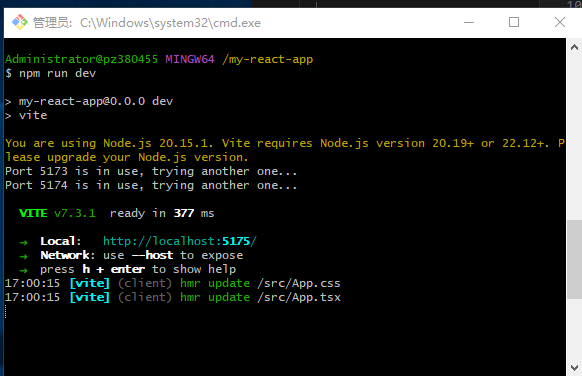 10
管理员: C:\Windows\system32\cmd.exe
Administrator@pz380455 MINGW64 /my-react-app
$ npm run dev
> my-react-app@0.0.0 dev
> vite
You are using Node.js 20.15.1. Vite requires Node.js version 20.19+ or 22.12+. P
lease upgrade your Node.js version.
Port 5173 is in use, trying another one...
Port 5174 is in use, trying another one...
VITE v7.3.1 ready in 377 ms
➜ Local: http://localhost:5175/
➜ Network: use --host to expose
➜ press h + enter to show help
17:00:15 [vite] (client) hmr update /src/App.css
17:00:15 [vite] (client) hmr update /src/App.tsx